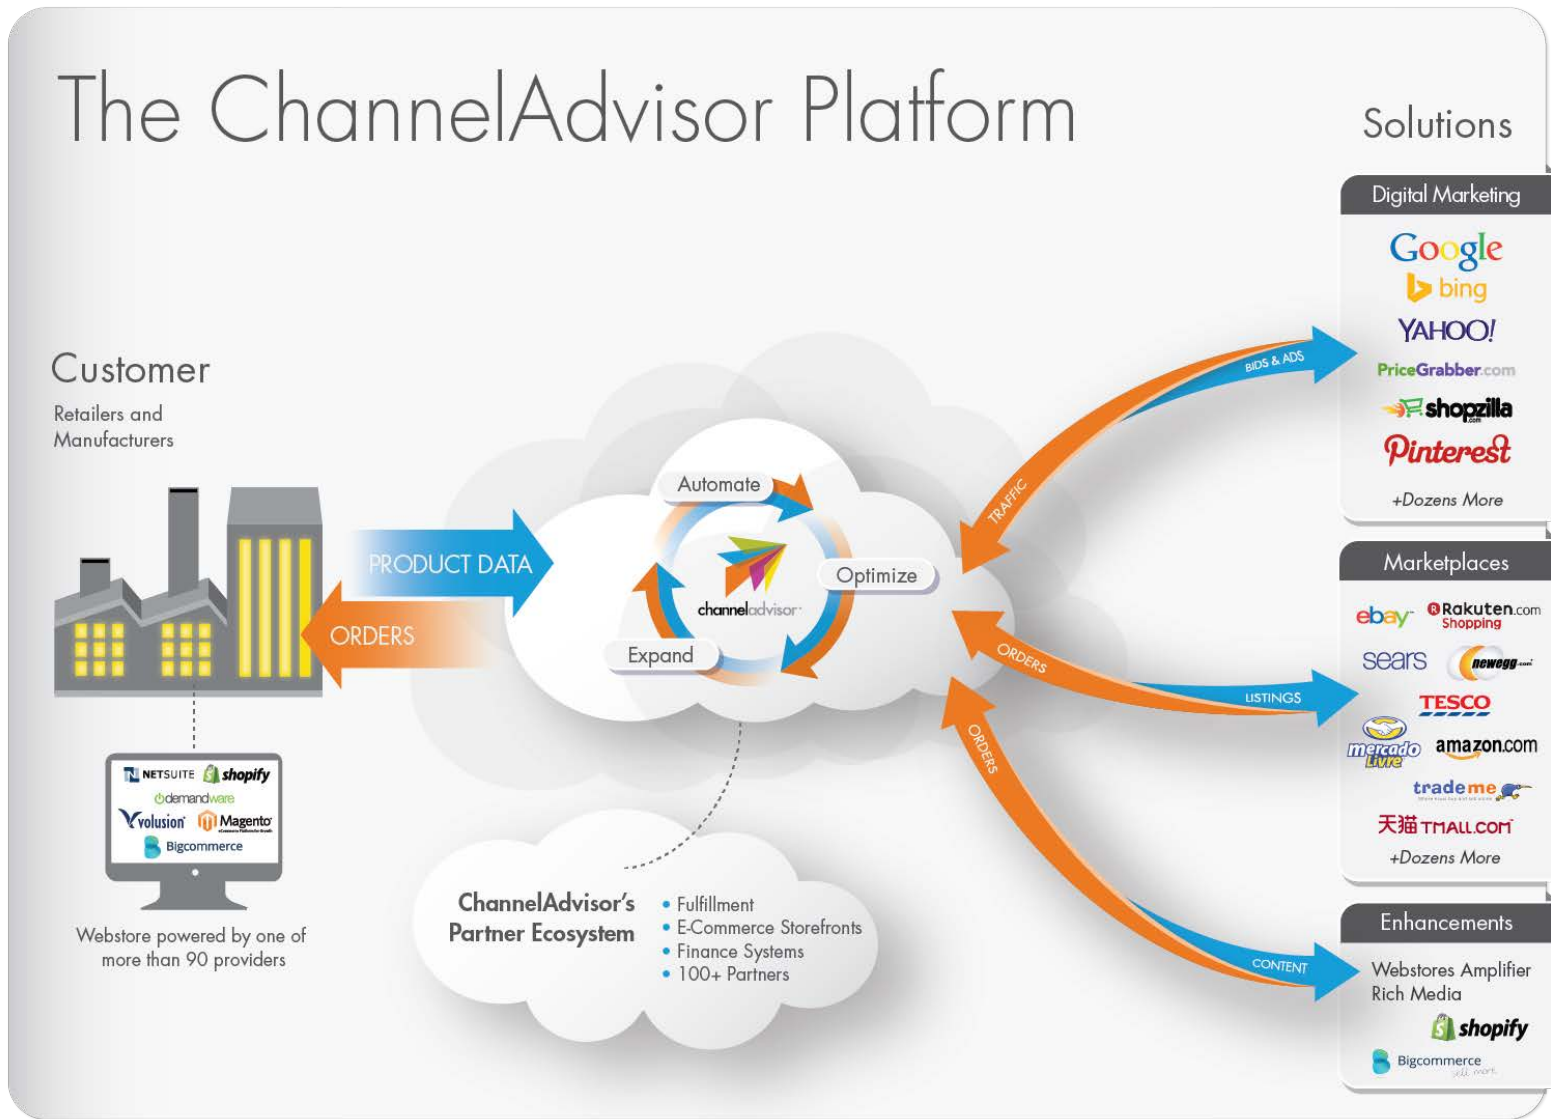 The ChannelAdvisor Platform
Solutions
Customer
Retailers and
Manufacturers
PRODUCT DATA
ORDERS
NETSUITE shopify
demandware
volusion Magento
Bigcommerce
Webstore powered by one of
more than 90 providers
Automate
Optimize
Expand
channeladvisor
ChannelAdvisor's
Partner Ecosystem
• Fulfillment
• E-Commerce Storefronts
• Finance Systems
• 100+ Partners
TRAFFIC
BIDS & ADS
ORDERS
LISTINGS
ORDERS
CONTENT
Digital Marketing
Google
bing
YAHOO!
PriceGrabber.com
shopzilla
.com
Pinterest
+Dozens More
Marketplaces
ebay Rakuten.com
Shopping
sears newegg.com
TESCO
mercado
Livre
amazon.com
trademe
天猫 TMALL.COM
+Dozens More
Enhancements
Webstores Amplifier
Rich Media
shopify
Bigcommerce
sell more.